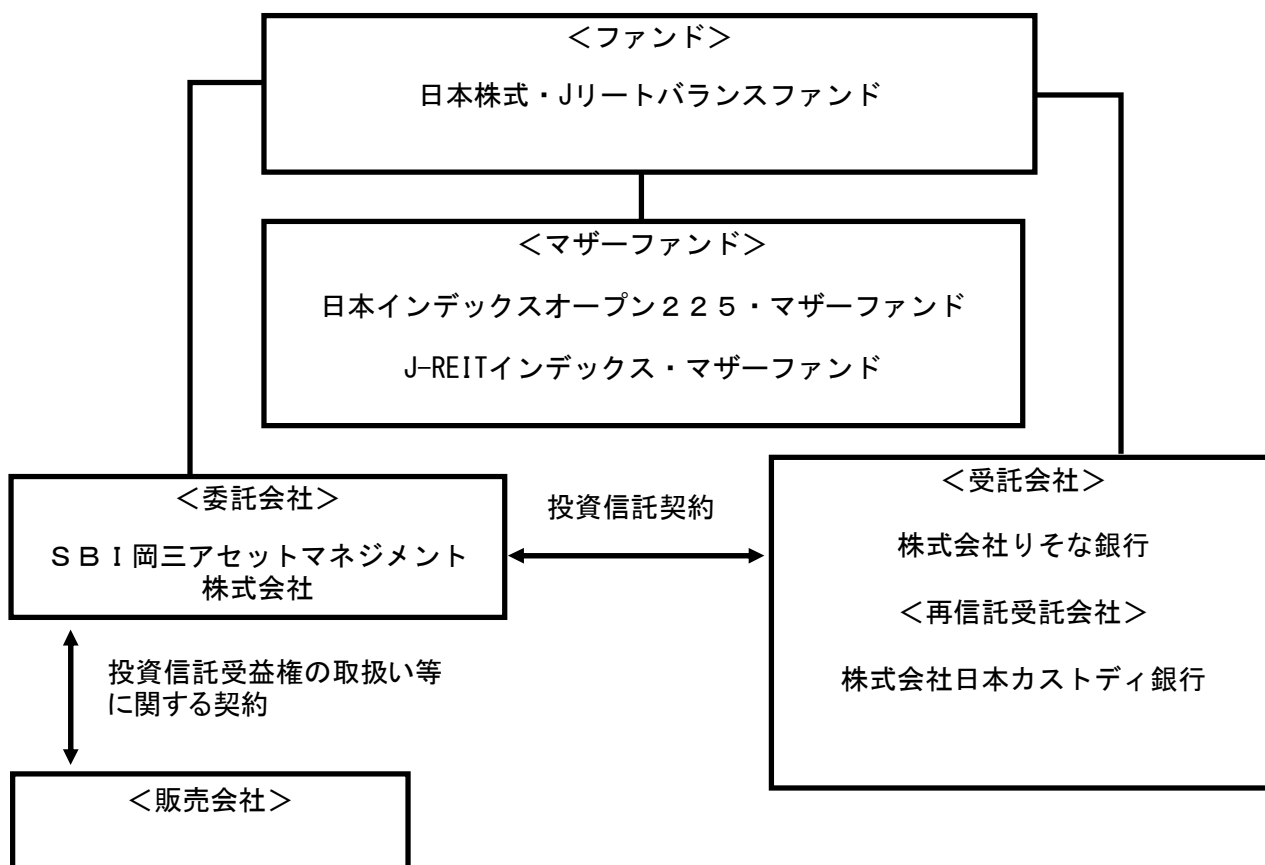 ＜ファンド＞
日本株式・Jリートバランスファンド
＜マザーファンド＞
日本インデックスオープン２２５・マザーファンド
J-REITインデックス・マザーファンド
＜委託会社＞
ＳＢＩ岡三アセットマネジメント
株式会社
投資信託契約
＜受託会社＞
株式会社りそな銀行
＜再信託受託会社＞
株式会社日本カストディ銀行
投資信託受益権の取扱い等
に関する契約
＜販売会社＞